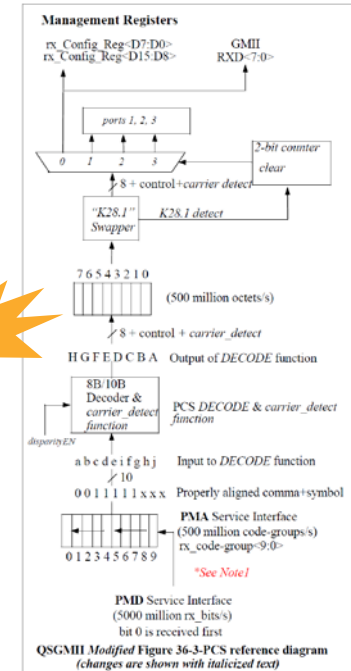 Management Registers
rx_Config_Reg<D7:D0>
rx_Config_Reg<D15:D8>
GMII
RXD<7:0>
ports 1, 2, 3
2-bit counter
clear
0 1 2 3
8 + control+carrier detect
"K28.1"
Swapper
K28.1 detect
7 6 5 4 3 2 1 0
(500 million octets/s)
8 + control + carrier_detect
H G F E D C B A Output of DECODE function
8B/10B
Decoder &
carrier_detect
function
PCS DECODE & carrier_detect
function
disparityEN
a b c d e i f g h j Input to DECODE function
10
0 0 1 1 1 1 1 x x x Properly aligned comma+symbol
PMA Service Interface
(500 million code-groups/s)
rx_code-group<9:0>
0 1 2 3 4 5 6 7 8 9
*See Note1
PMD Service Interface
(5000 million rx_bits/s)
bit 0 is received first
QSGMII Modified Figure 36-3-PCS reference diagram
(changes are shown with italicized text)